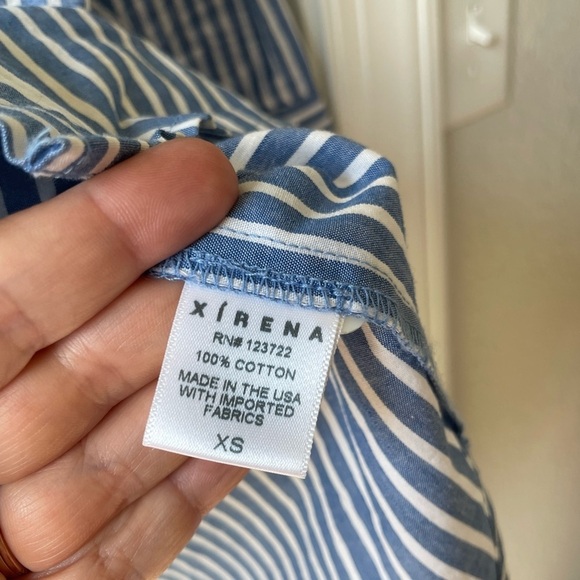 XÍRENA
RN# 123722
100% COTTON
MADE IN THE USA
WITH IMPORTED
FABRICS
XS